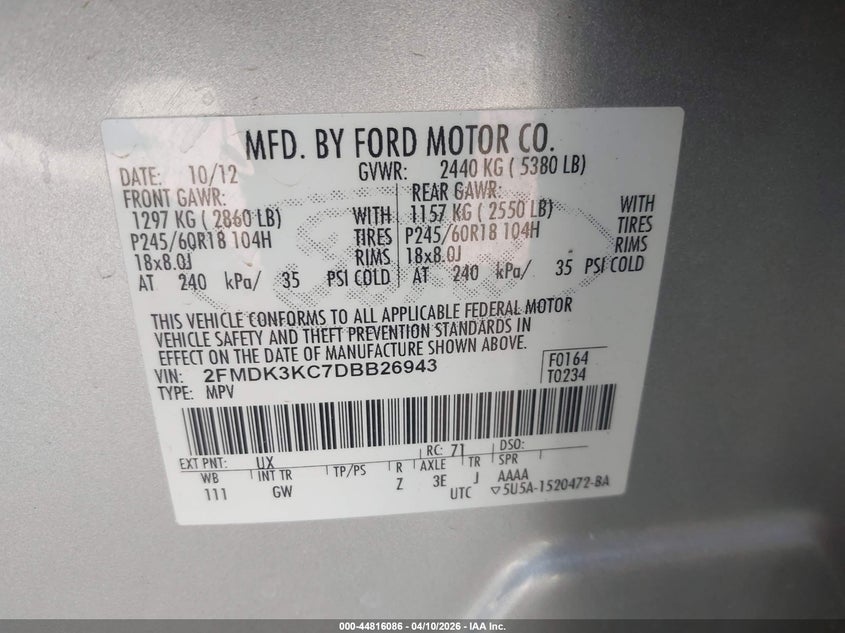 MFD. BY FORD MOTOR CO.
DATE: 10/12 GVWR: 2440 KG ( 5380 LB)
FRONT GAWR: REAR GAWR:
1297 KG ( 2860 LB) WITH 1157 KG ( 2550 LB) WITH
P245/60R18 104H TIRES P245/60R18 104H TIRES
18x8.0J RIMS 18x8.0J RIMS
AT 240 kPa/ 35 PSI COLD AT 240 kPa/ 35 PSI COLD
THIS VEHICLE CONFORMS TO ALL APPLICABLE FEDERAL MOTOR
VEHICLE SAFETY AND THEFT PREVENTION STANDARDS IN
EFFECT ON THE DATE OF MANUFACTURE SHOWN ABOVE.
VIN: 2FMDK3KC7DBB26943 F0164
TYPE: MPV T0234
EXT PNT: UX RC: 71 DSO:
WB INT TR TP/PS R AXLE TR SPR
111 GW Z 3E J AAAA
UTC ▽5U5A-1520472-BA
000-44816086 - 04/10/2026 - IAA Inc.